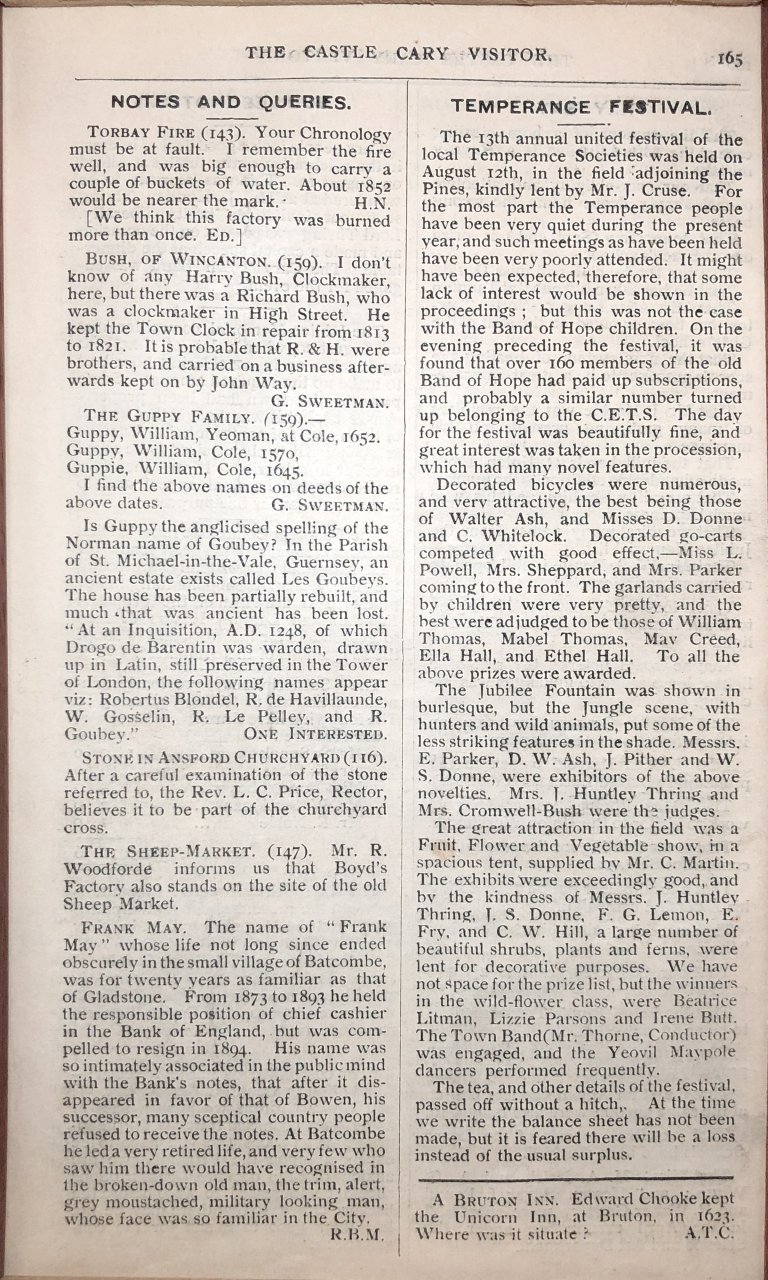 THE CASTLE CARY VISITOR.
165
NOTES AND QUERIES.
TORBAY FIRE (143). Your Chronology
must be at fault. I remember the fire
well, and was big enough to carry a
couple of buckets of water. About 1852
would be nearer the mark. H.N.
[We think this factory was burned
more than once. ED.]
BUSH, OF WINCANTON. (159). I don't
know of any Harry Bush, Clockmaker,
here, but there was a Richard Bush, who
was a clockmaker in High Street. He
kept the Town Clock in repair from 1813
to 1821. It is probable that R. & H. were
brothers, and carried on a business after-
wards kept on by John Way.
G. SWEETMAN.
THE GUPPY FAMILY. (159).—
Guppy, William, Yeoman, at Cole, 1652.
Guppy, William, Cole, 1570,
Guppie, William, Cole, 1645.
I find the above names on deeds of the
above dates. G. SWEETMAN.
Is Guppy the anglicised spelling of the
Norman name of Goubey? In the Parish
of St. Michael-in-the-Vale, Guernsey, an
ancient estate exists called Les Goubeys.
The house has been partially rebuilt, and
much that was ancient has been lost.
"At an Inquisition, A.D. 1248, of which
Drogo de Barentin was warden, drawn
up in Latin, still preserved in the Tower
of London, the following names appear
viz: Robertus Blondel, R. de Havillaunde,
W. Gosselin, R. Le Pelley, and R.
Goubey." ONE INTERESTED.
STONE IN ANSFORD CHURCHYARD (116).
After a careful examination of the stone
referred to, the Rev. L. C. Price, Rector,
believes it to be part of the churchyard
cross.
THE SHEEP-MARKET. (147). Mr. R.
Woodforde informs us that Boyd's
Factory also stands on the site of the old
Sheep Market.
FRANK MAY. The name of "Frank
May" whose life not long since ended
obscurely in the small village of Batcombe,
was for twenty years as familiar as that
of Gladstone. From 1873 to 1893 he held
the responsible position of chief cashier
in the Bank of England, but was com-
pelled to resign in 1894. His name was
so intimately associated in the public mind
with the Bank's notes, that after it dis-
appeared in favor of that of Bowen, his
successor, many sceptical country people
refused to receive the notes. At Batcombe
he led a very retired life, and very few who
saw him there would have recognised in
the broken-down old man, the trim, alert,
grey moustached, military looking man,
whose face was so familiar in the City.
R.B.M.
TEMPERANCE FESTIVAL.
The 13th annual united festival of the
local Temperance Societies was held on
August 12th, in the field adjoining the
Pines, kindly lent by Mr. J. Cruse. For
the most part the Temperance people
have been very quiet during the present
year, and such meetings as have been held
have been very poorly attended. It might
have been expected, therefore, that some
lack of interest would be shown in the
proceedings ; but this was not the case
with the Band of Hope children. On the
evening preceding the festival, it was
found that over 160 members of the old
Band of Hope had paid up subscriptions,
and probably a similar number turned
up belonging to the C.E.T.S. The day
for the festival was beautifully fine, and
great interest was taken in the procession,
which had many novel features.
Decorated bicycles were numerous,
and very attractive, the best being those
of Walter Ash, and Misses D. Donne
and C. Whitelock. Decorated go-carts
competed with good effect,—Miss L.
Powell, Mrs. Sheppard, and Mrs. Parker
coming to the front. The garlands carried
by children were very pretty, and the
best were adjudged to be those of William
Thomas, Mabel Thomas, May Creed,
Ella Hall, and Ethel Hall. To all the
above prizes were awarded.
The Jubilee Fountain was shown in
burlesque, but the Jungle scene, with
hunters and wild animals, put some of the
less striking features in the shade. Messrs.
E. Parker, D. W. Ash, J. Pither and W.
S. Donne, were exhibitors of the above
novelties. Mrs. J. Huntley Thring and
Mrs. Cromwell-Bush were the judges.
The great attraction in the field was a
Fruit, Flower and Vegetable show, in a
spacious tent, supplied by Mr. C. Martin.
The exhibits were exceedingly good, and
by the kindness of Messrs. J. Huntley
Thring, J. S. Donne, F. G. Lemon, E.
Fry, and C. W. Hill, a large number of
beautiful shrubs, plants and ferns, were
lent for decorative purposes. We have
not space for the prize list, but the winners
in the wild-flower class, were Beatrice
Litman, Lizzie Parsons and Irene Butt.
The Town Band(Mr. Thorne, Conductor)
was engaged, and the Yeovil Maypole
dancers performed frequently.
The tea, and other details of the festival,
passed off without a hitch,. At the time
we write the balance sheet has not been
made, but it is feared there will be a loss
instead of the usual surplus.
A BRUTON INN. Edward Chooke kept
the Unicorn Inn, at Bruton, in 1623.
Where was it situate ? A.T.C.